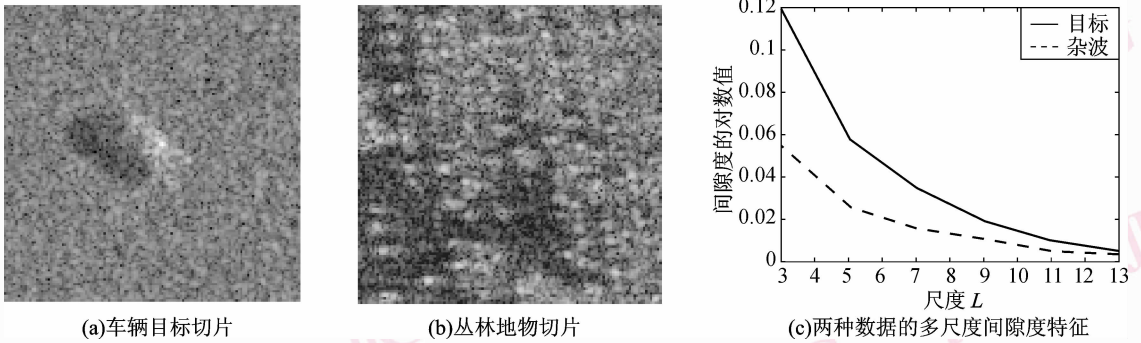 0.12
0.1
0.08
0.06
0.04
0.02
0
间隙度的对数值
目标
杂波
3 4 5 6 7 8 9 10 11 12 13
尺度 L
(a)车辆目标切片
(b)丛林地物切片
(c)两种数据的多尺度间隙度特征